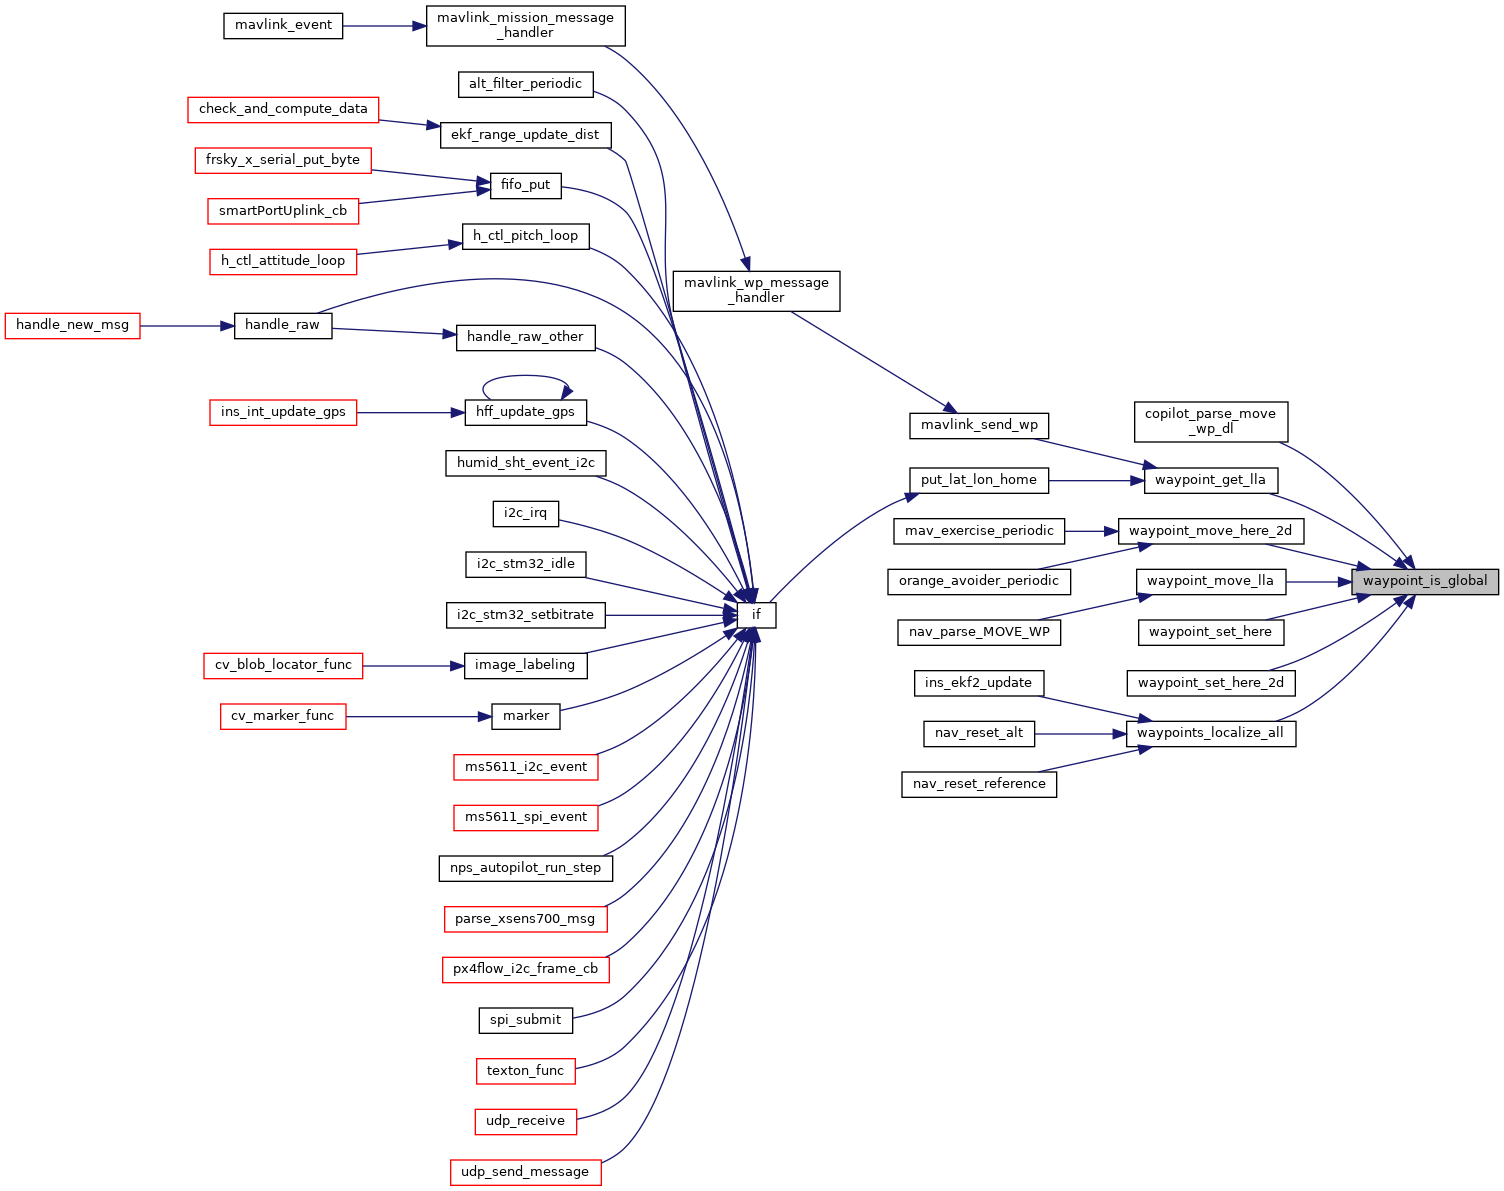 mavlink_event
mavlink_mission_message
_handler
alt_filter_periodic
check_and_compute_data
ekf_range_update_dist
frsky_x_serial_put_byte
fifo_put
smartPortUplink_cb
h_ctl_pitch_loop
h_ctl_attitude_loop
mavlink_wp_message
_handler
handle_new_msg
handle_raw
handle_raw_other
ins_int_update_gps
hff_update_gps
mavlink_send_wp
copilot_parse_move
_wp_dl
humid_sht_event_i2c
put_lat_lon_home
waypoint_get_lla
i2c_irq
mav_exercise_periodic
waypoint_move_here_2d
i2c_stm32_idle
orange_avoider_periodic
waypoint_move_lla
waypoint_is_global
i2c_stm32_setbitrate
if
nav_parse_MOVE_WP
waypoint_set_here
cv_blob_locator_func
image_labeling
ins_ekf2_update
waypoint_set_here_2d
cv_marker_func
marker
nav_reset_alt
waypoints_localize_all
ms5611_i2c_event
nav_reset_reference
ms5611_spi_event
nps_autopilot_run_step
parse_xsens700_msg
px4flow_i2c_frame_cb
spi_submit
texton_func
udp_receive
udp_send_message